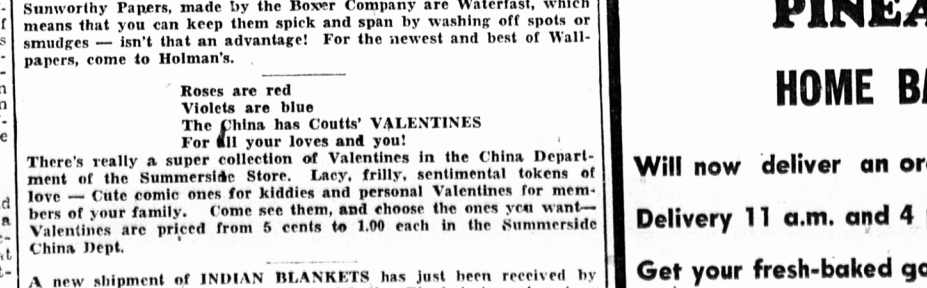 Sunworthy Papers, made by the Boxer Company are Waterfast, which
means that you can keep them spick and span by washing off spots or
smudges — isn't that an advantage! For the newest and best of Wall-
papers, come to Holman's.
Roses are red
Violets are blue
The China has Coutts' VALENTINES
For all your loves and you!
There's really a super collection of Valentines in the China Depart-
ment of the Summerside Store. Lacy, frilly, sentimental tokens of
love — Cute comic ones for kiddies and personal Valentines for mem-
bers of your family. Come see them, and choose the ones you want—
Valentines are priced from 5 cents to 1.00 each in the Summerside
China Dept.
A new shipment of INDIAN BLANKETS has just been received by
HOME
Will now deliver an
Delivery 11 a.m. and 4
Get your fresh-baked